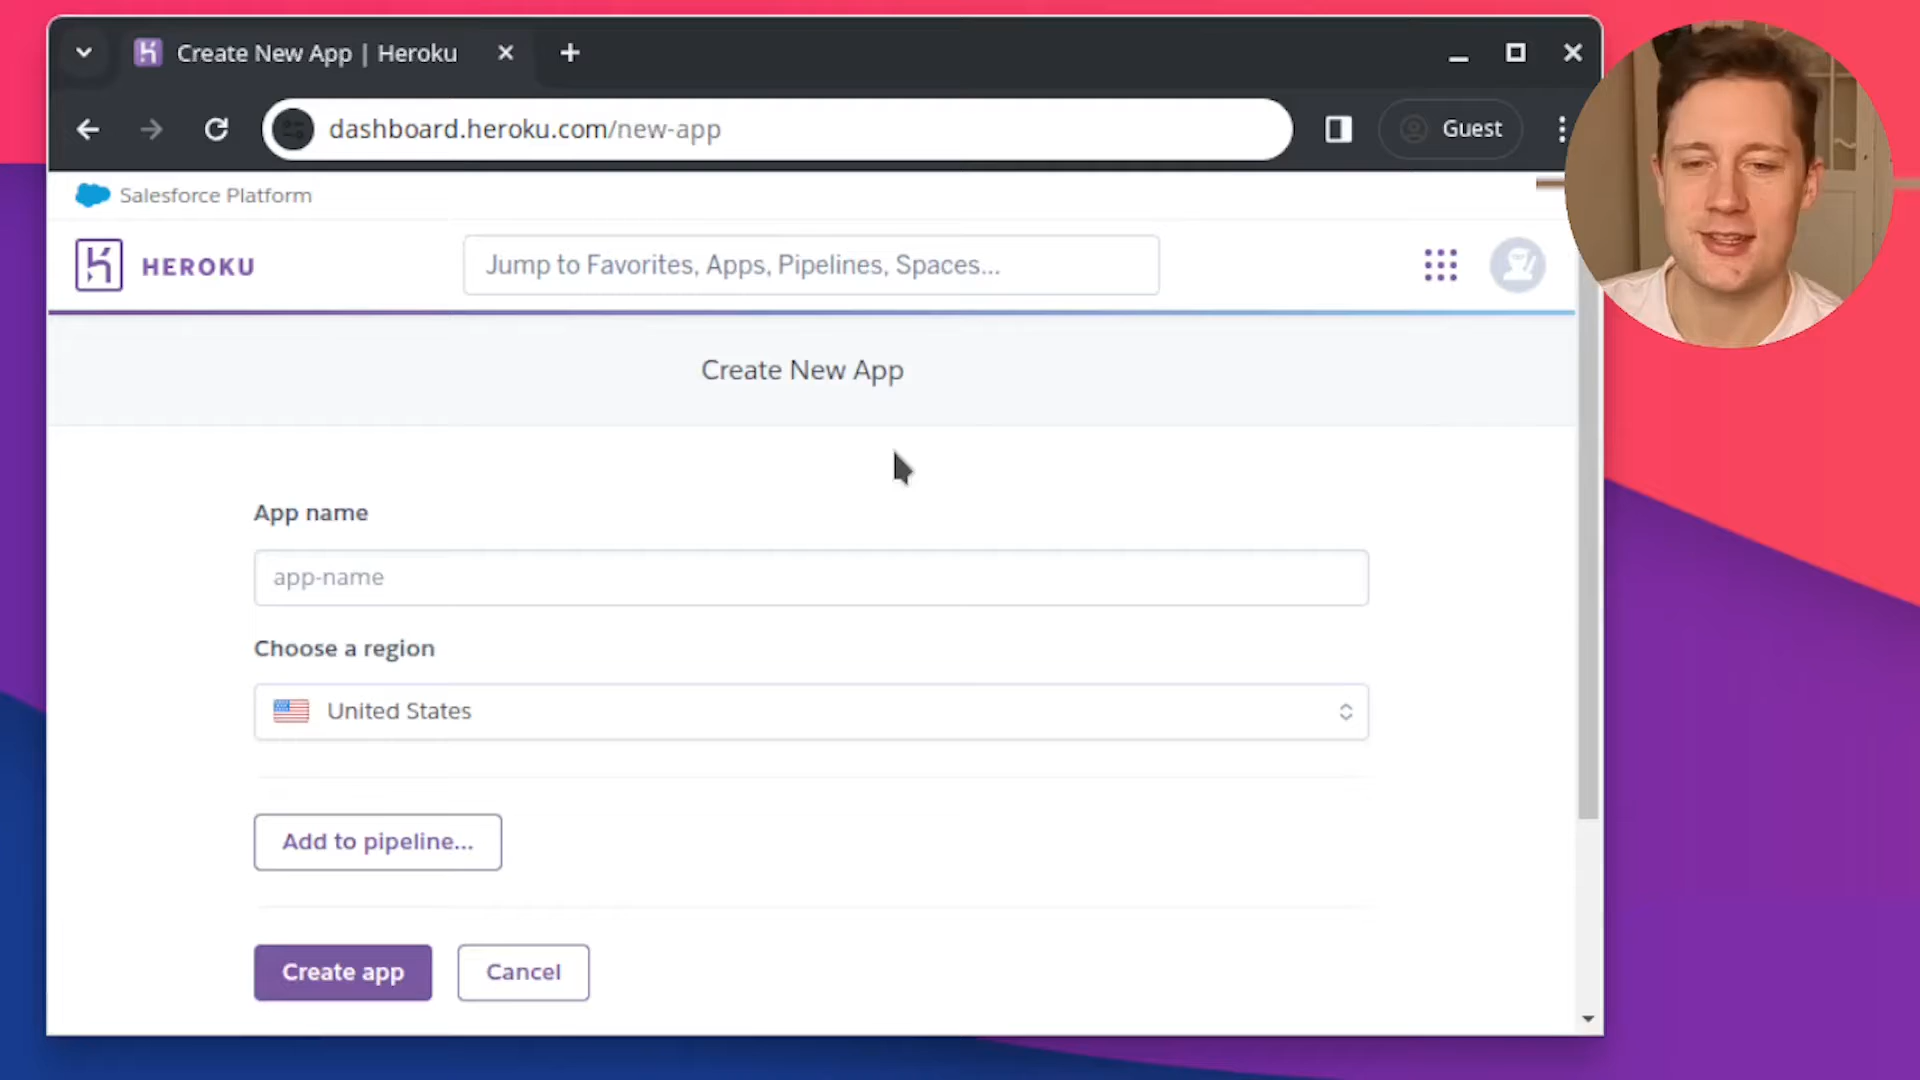 Create New App | Heroku
dashboard.heroku.com/new-app
Guest
Salesforce Platform
HEROKU
Jump to Favorites, Apps, Pipelines, Spaces...
Create New App
App name
app-name
Choose a region
United States
Add to pipeline...
Create app
Cancel